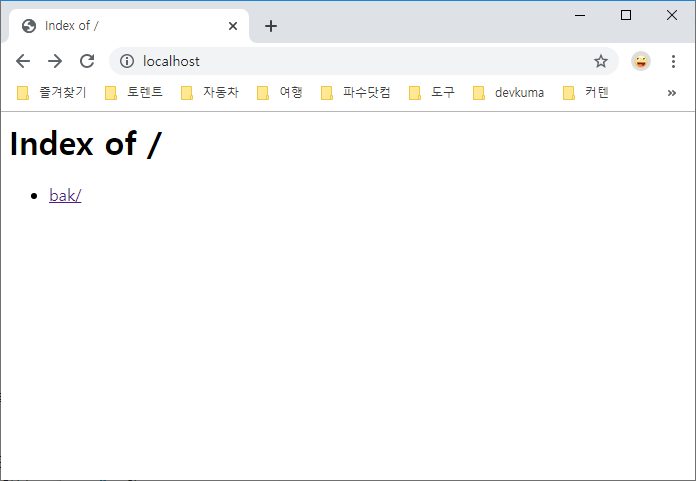 Index of /
localhost
즐겨찾기 토렌트 자동차 여행 파수닷컴 도구 devkuma 커텐
Index of /
bak/